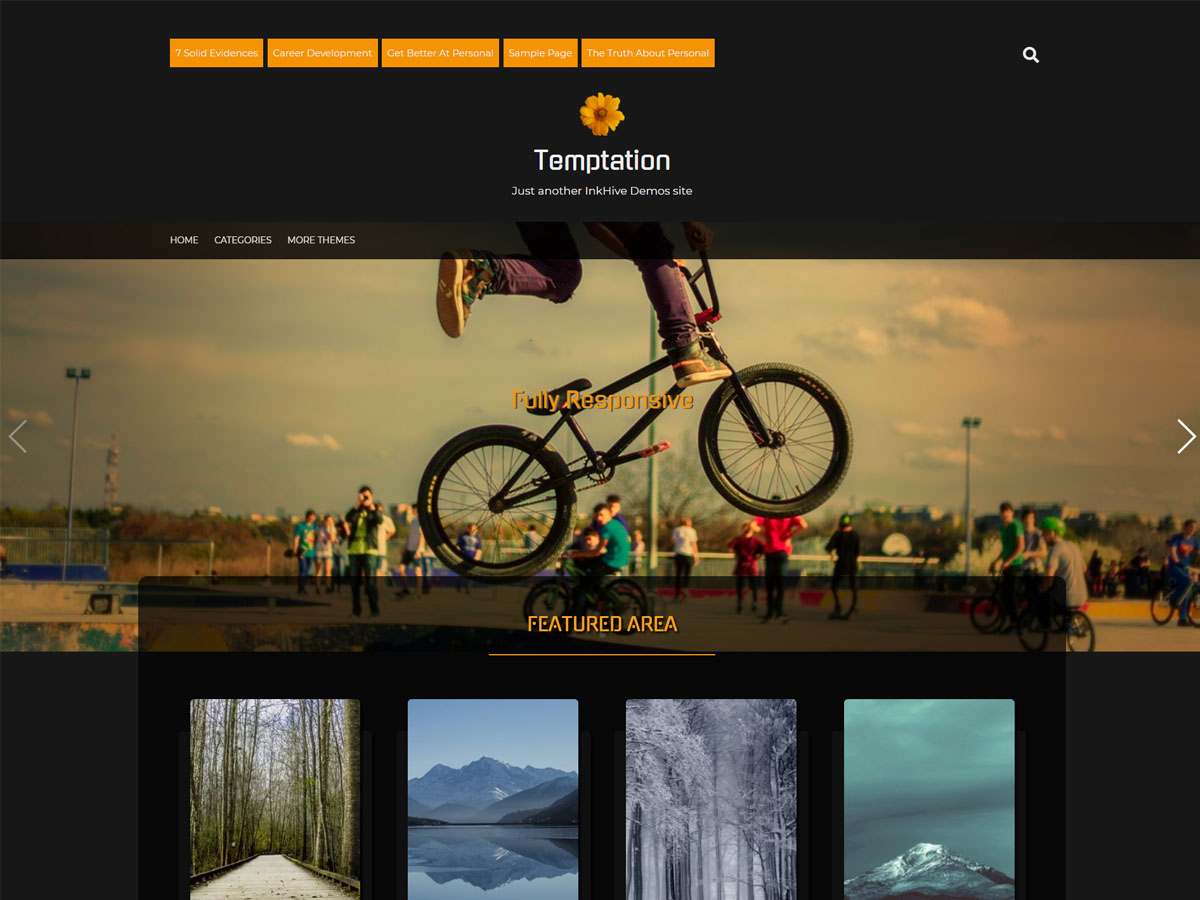 7 Solid Evidences Career Development Get Better At Personal Sample Page The Truth About Personal
Temptation
Just another InkHive Demos site
HOME CATEGORIES MORE THEMES
Fully Responsive
FEATURED AREA